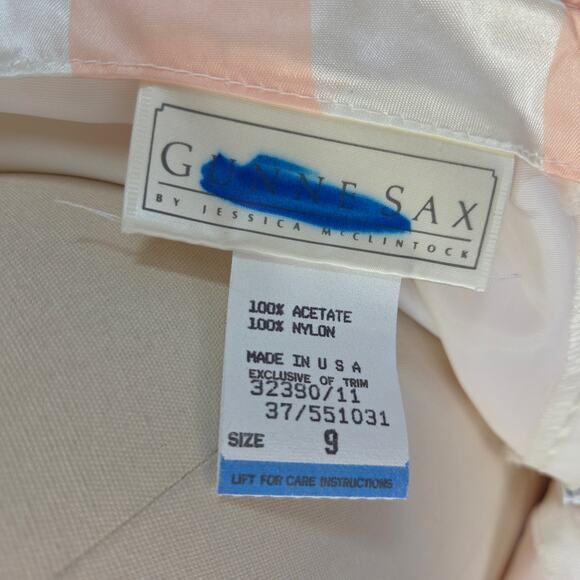 GUNNE SAX
BY JESSICA McCLINTOCK
100% ACETATE
100% NYLON
MADE IN U S A
EXCLUSIVE OF TRIM
32390/11
37/551031
SIZE 9
LIFT FOR CARE INSTRUCTIONS